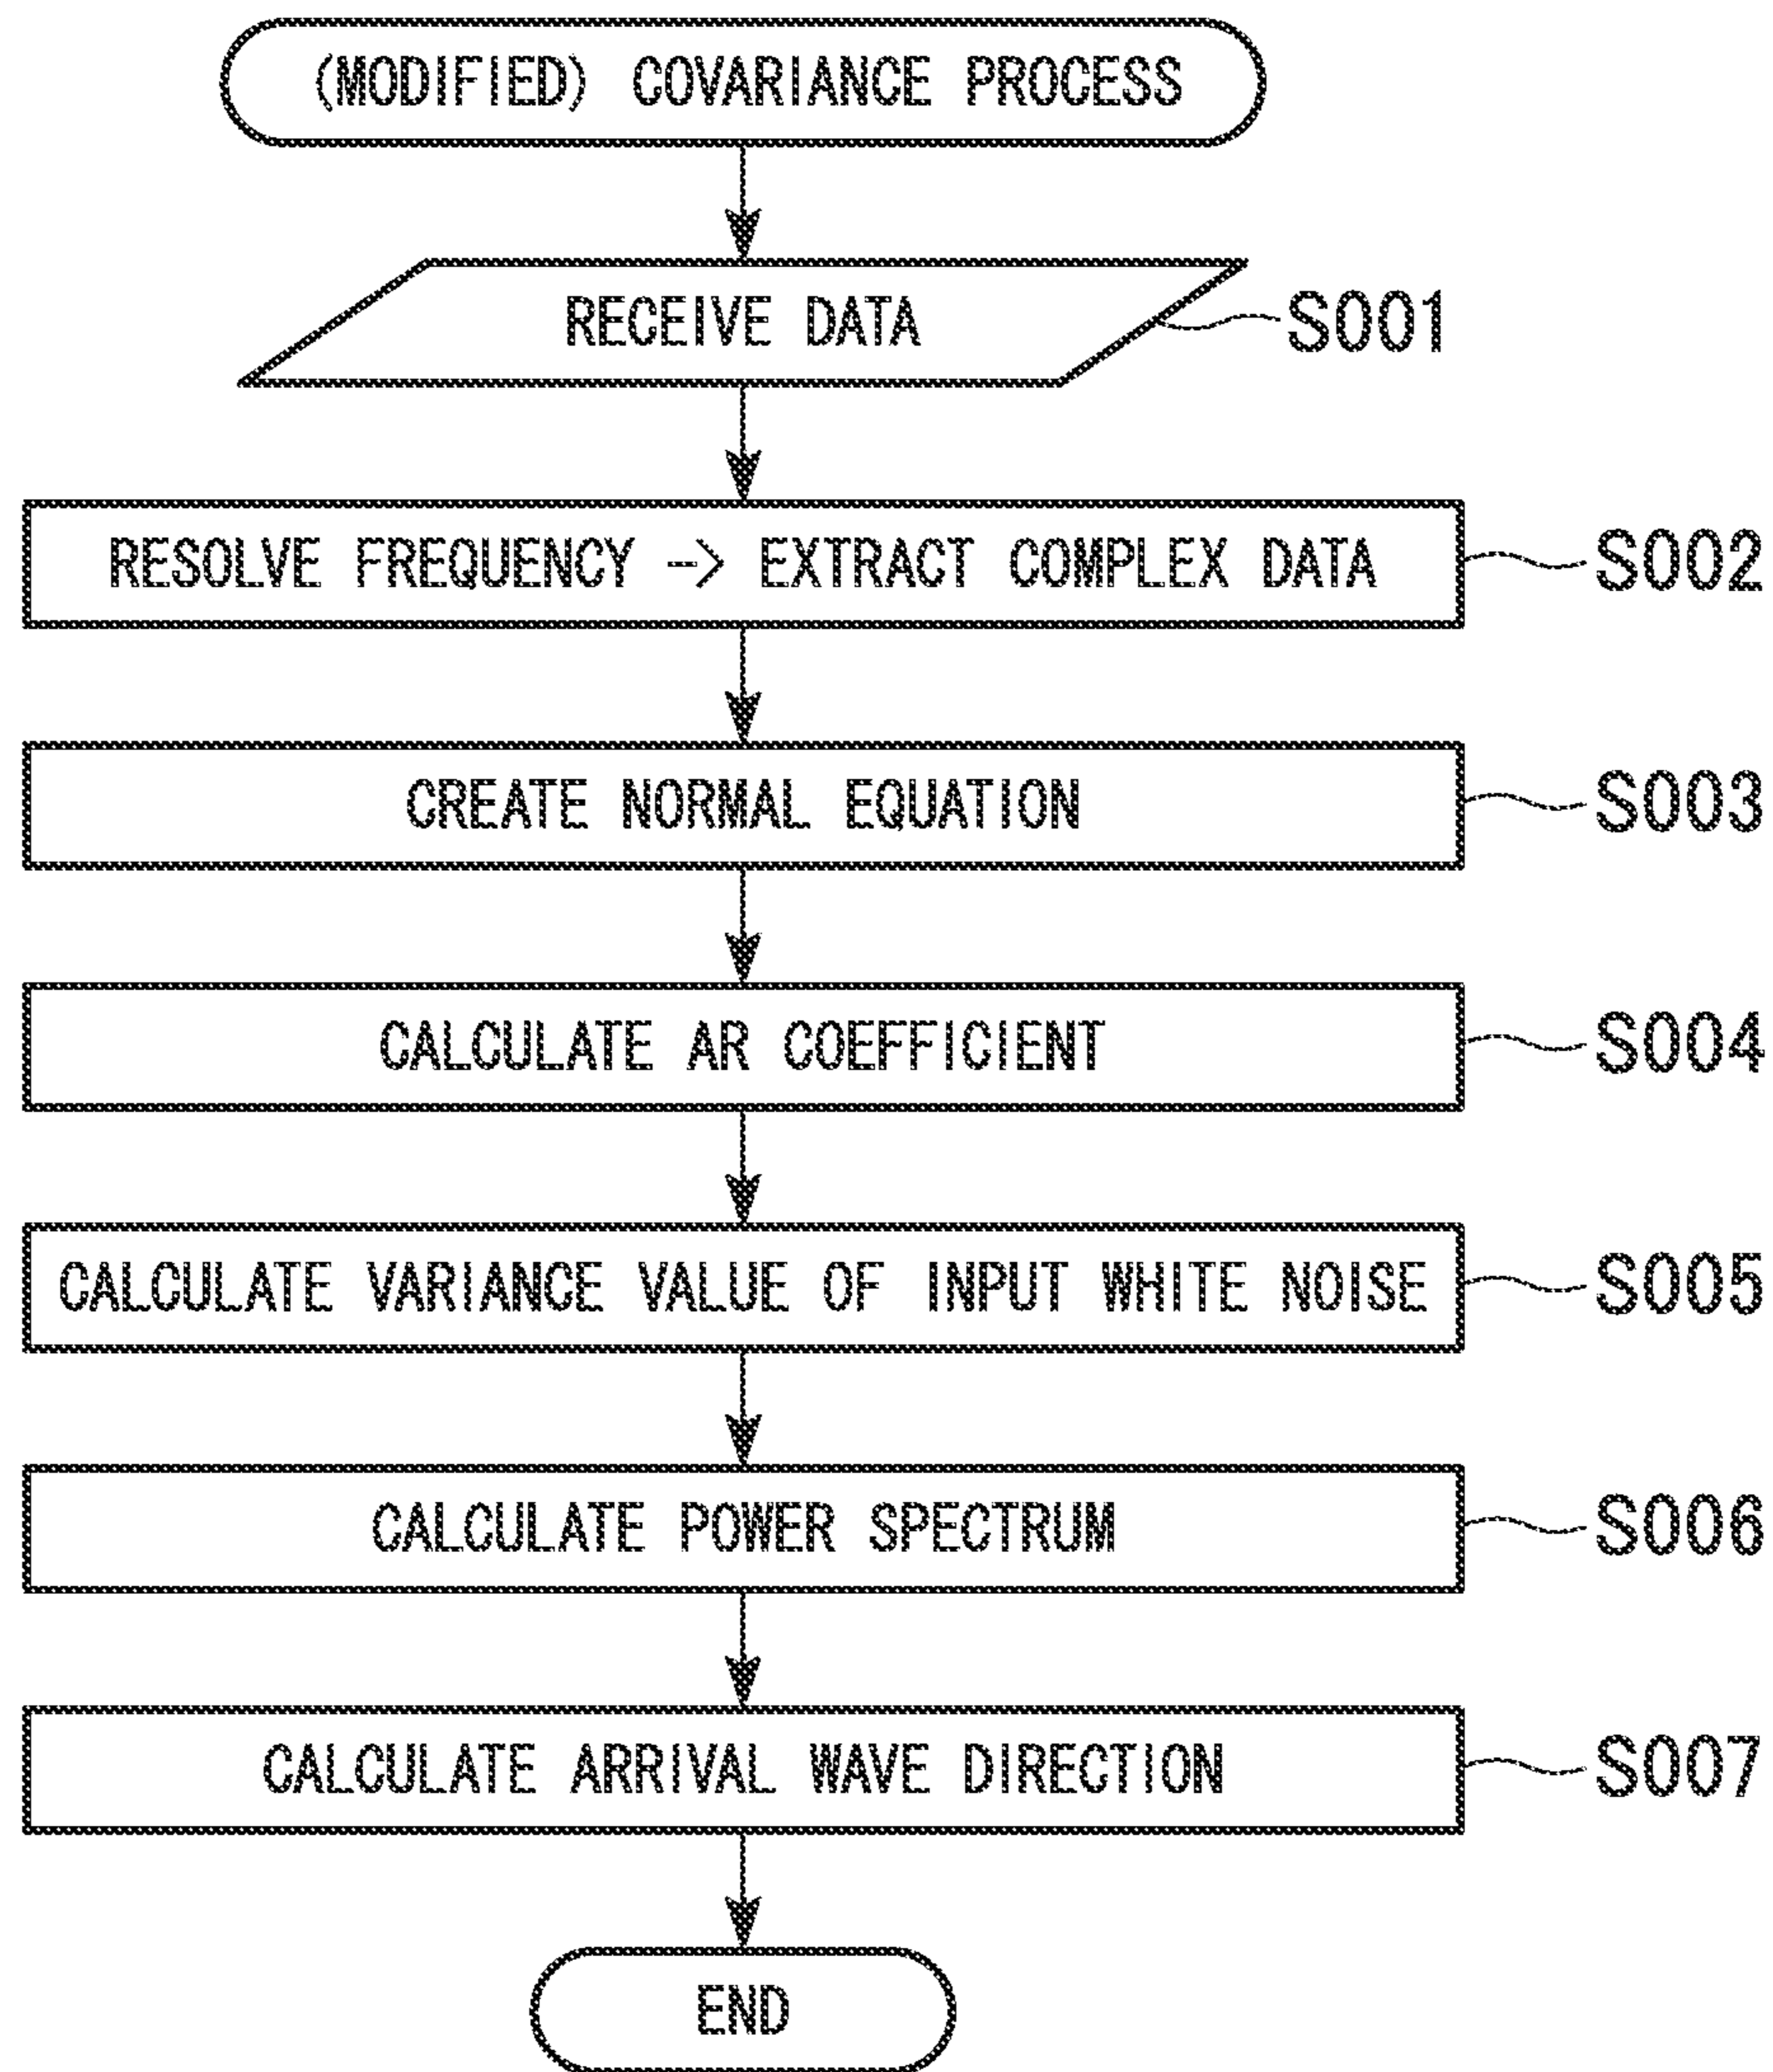 (MODIFIED) COVARIANCE PROCESS
RECEIVE DATA
S001
RESOLVE FREQUENCY -> EXTRACT COMPLEX DATA
S002
CREATE NORMAL EQUATION
S003
CALCULATE AR COEFFICIENT
S004
CALCULATE VARIANCE VALUE OF INPUT WHITE NOISE
S005
CALCULATE POWER SPECTRUM
S006
CALCULATE ARRIVAL WAVE DIRECTION
S007
END